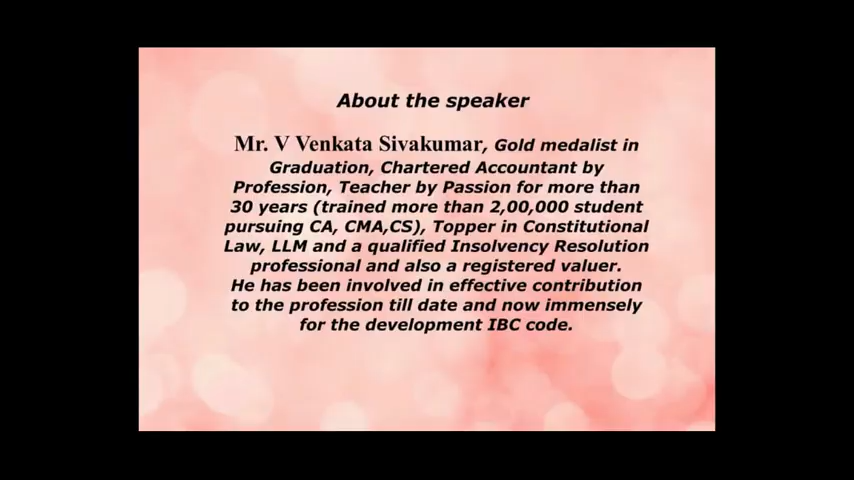 About the speaker
Mr. V Venkata Sivakumar, Gold medalist in
Graduation, Chartered Accountant by
Profession, Teacher by Passion for more than
30 years (trained more than 2,00,000 student
pursuing CA, CMA,CS), Topper in Constitutional
Law, LLM and a qualified Insolvency Resolution
professional and also a registered valuer.
He has been involved in effective contribution
to the profession till date and now immensely
for the development IBC code.